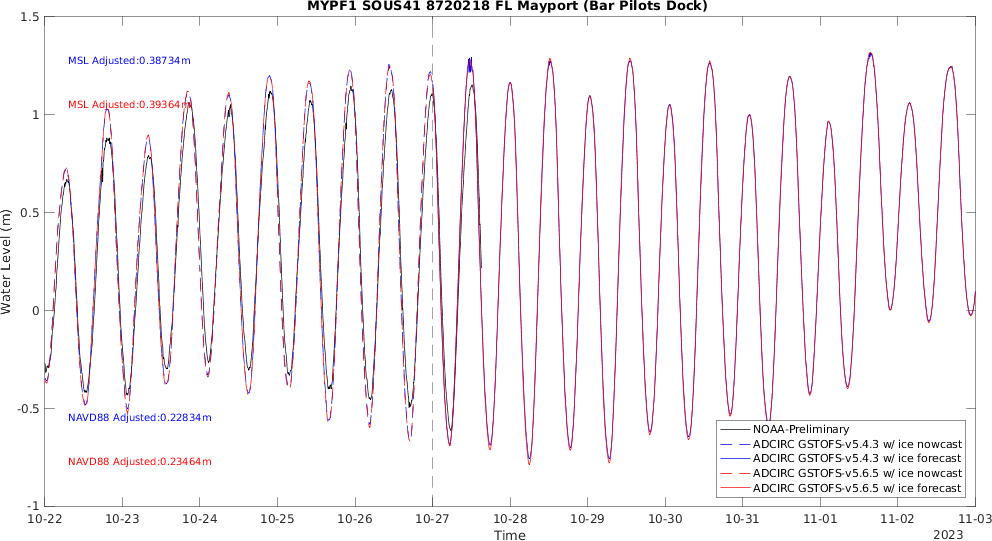 MYPF1 SOUS41 8720218 FL Mayport (Bar Pilots Dock)
1.5
1
0.5
0
-0.5
-1
Water Level (m)
MSL Adjusted:0.38734m
MSL Adjusted:0.39364m
NAVD88 Adjusted:0.22834m
NAVD88 Adjusted:0.23464m
NOAA-Preliminary
ADCIRC GSTOFS-v5.4.3 w/ ice nowcast
ADCIRC GSTOFS-v5.4.3 w/ ice forecast
ADCIRC GSTOFS-v5.6.5 w/ ice nowcast
ADCIRC GSTOFS-v5.6.5 w/ ice forecast
10-22 10-23 10-24 10-25 10-26 10-27 10-28 10-29 10-30 10-31 11-01 11-02 11-03
Time
2023